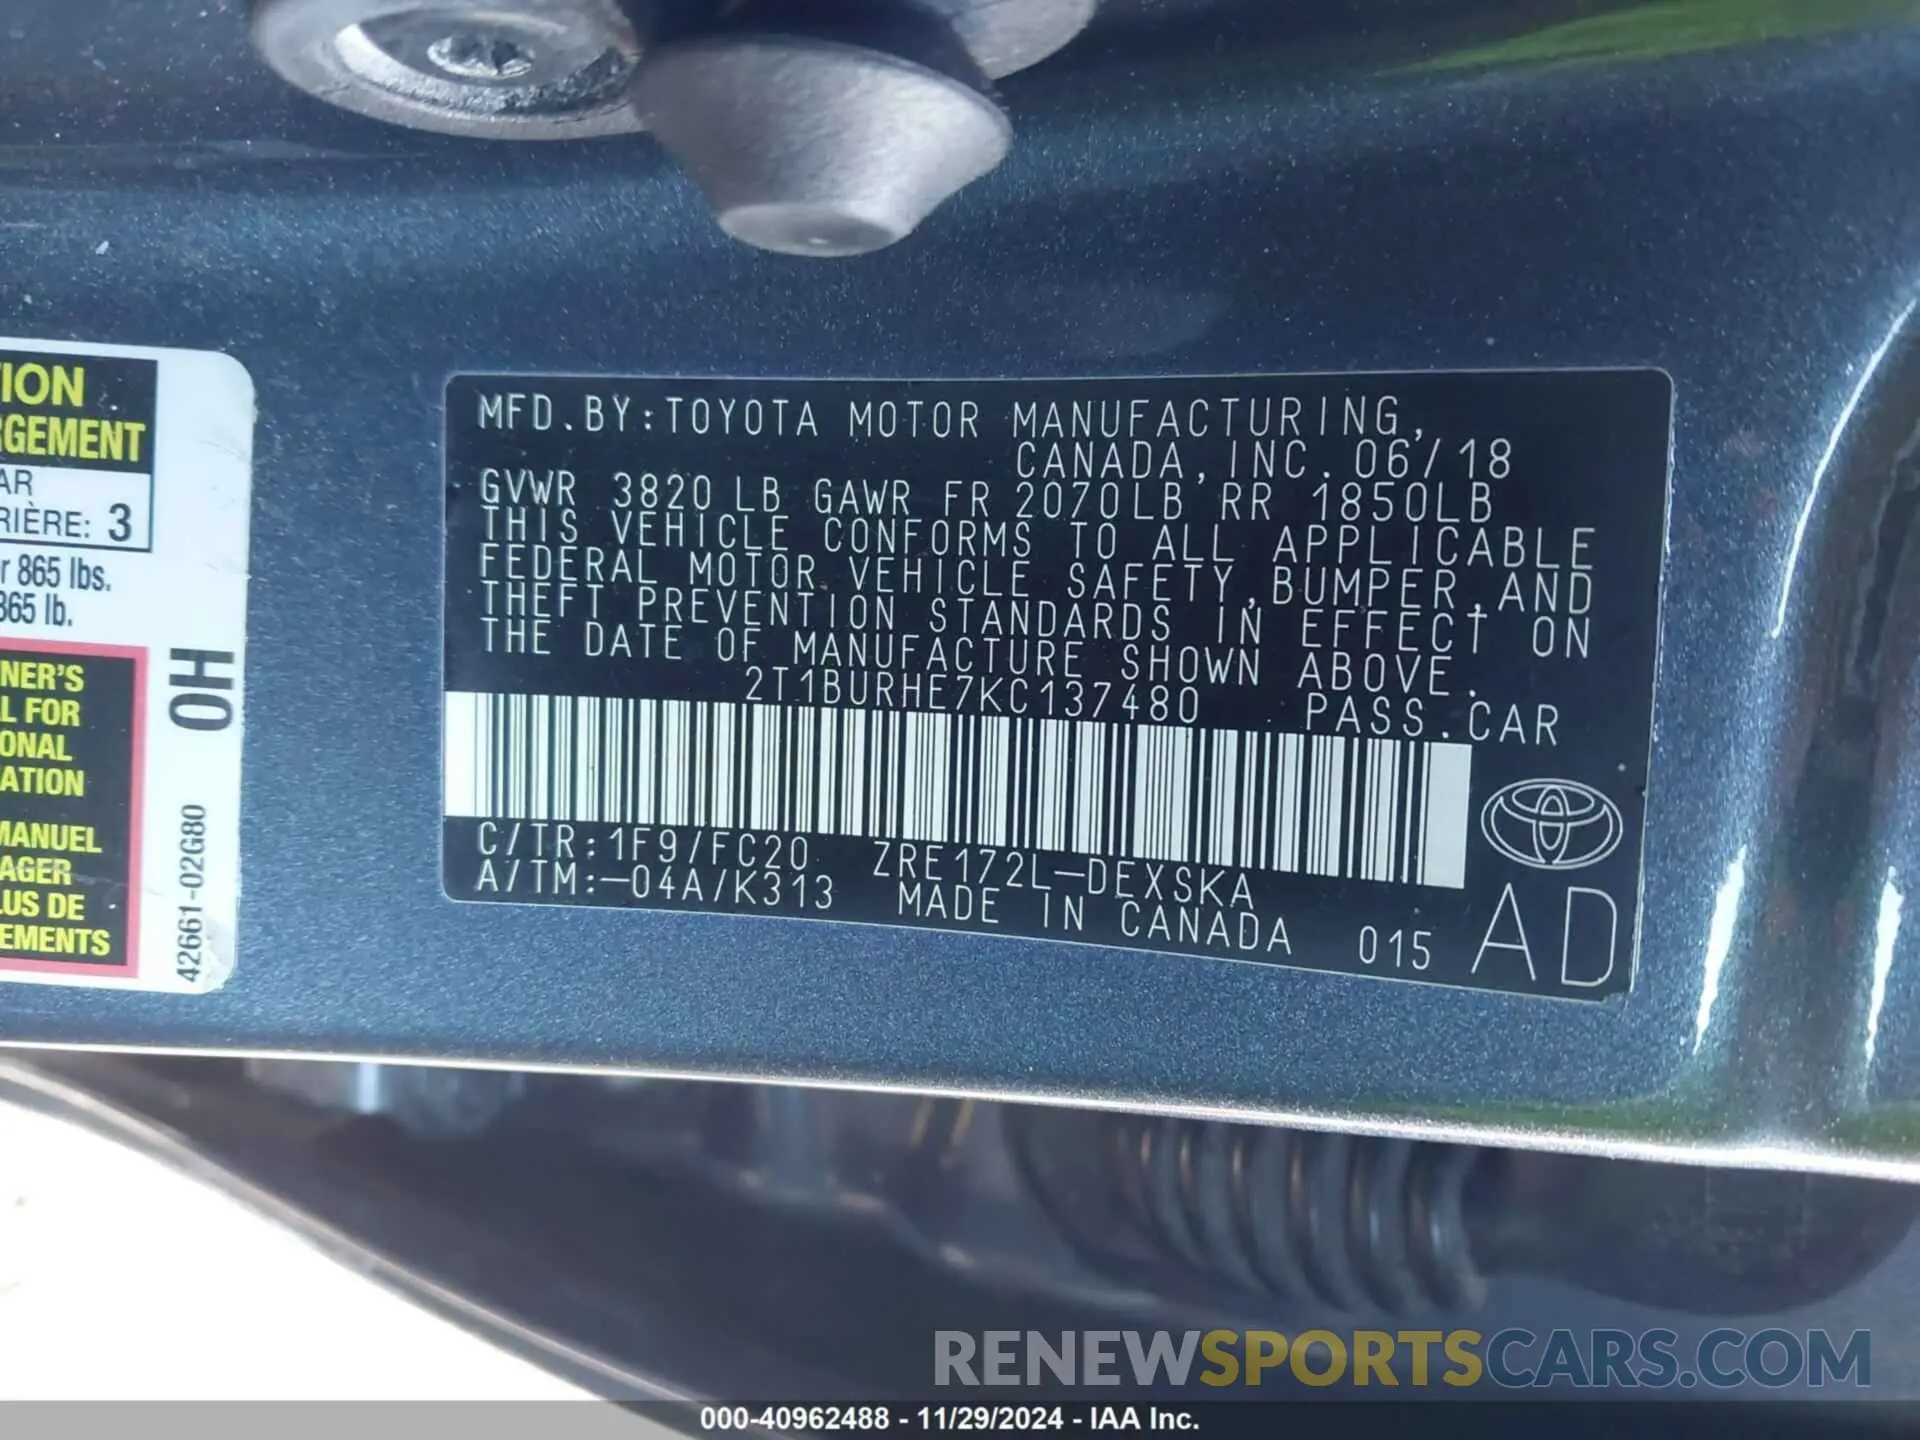 TION
RGEMENT
AR
RIÈRE: 3
r 865 lbs.
865 lb.
NER'S
L FOR
ONAL
ATION
MANUEL
AGER
LUS DE
EMENTS
0H
42661-02G80
MFD.BY:TOYOTA MOTOR MANUFACTURING,
CANADA,INC. 06/18
GVWR 3820 LB GAWR FR 2070LB RR 1850LB
THIS VEHICLE CONFORMS TO ALL APPLICABLE
FEDERAL MOTOR VEHICLE SAFETY,BUMPER,AND
THEFT PREVENTION STANDARDS IN EFFECT ON
THE DATE OF MANUFACTURE SHOWN ABOVE.
2T1BURHE7KC137480 PASS.CAR
C/TR:1F9/FC20 ZRE172L-DEXSKA
A/TM:-04A/K313 MADE IN CANADA 015 AD
RENEWSPORTSCARS.COM
000-40962488 - 11/29/2024 - IAA Inc.